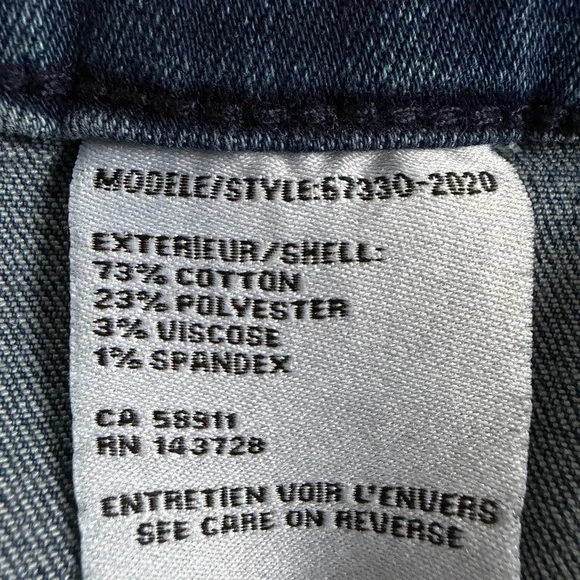 MODELE/STYLE:67330-2020
EXTERIEUR/SHELL:
73% COTTON
23% POLYESTER
3% VISCOSE
1% SPANDEX
CA 58911
RN 143728
ENTRETIEN VOIR L'ENVERS
SEE CARE ON REVERSE